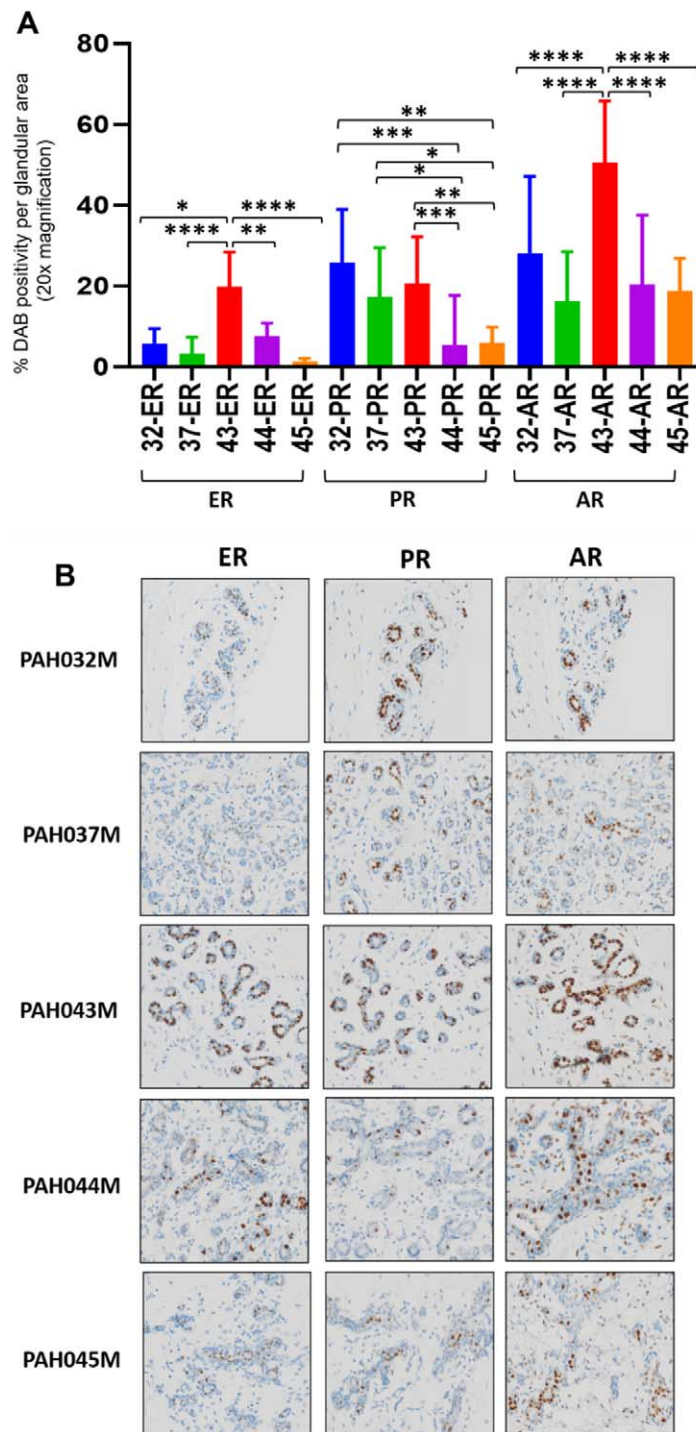 A
% DAB positivity per glandular area
(20x magnification)
80
60
40
20
0
* **** **** **
** *** * * ** ***
**** **** **** ****
32-ER 37-ER 43-ER 44-ER 45-ER 32-PR 37-PR 43-PR 44-PR 45-PR 32-AR 37-AR 43-AR 44-AR 45-AR
ER PR AR
B
ER PR AR
PAH032M
PAH037M
PAH043M
PAH044M
PAH045M